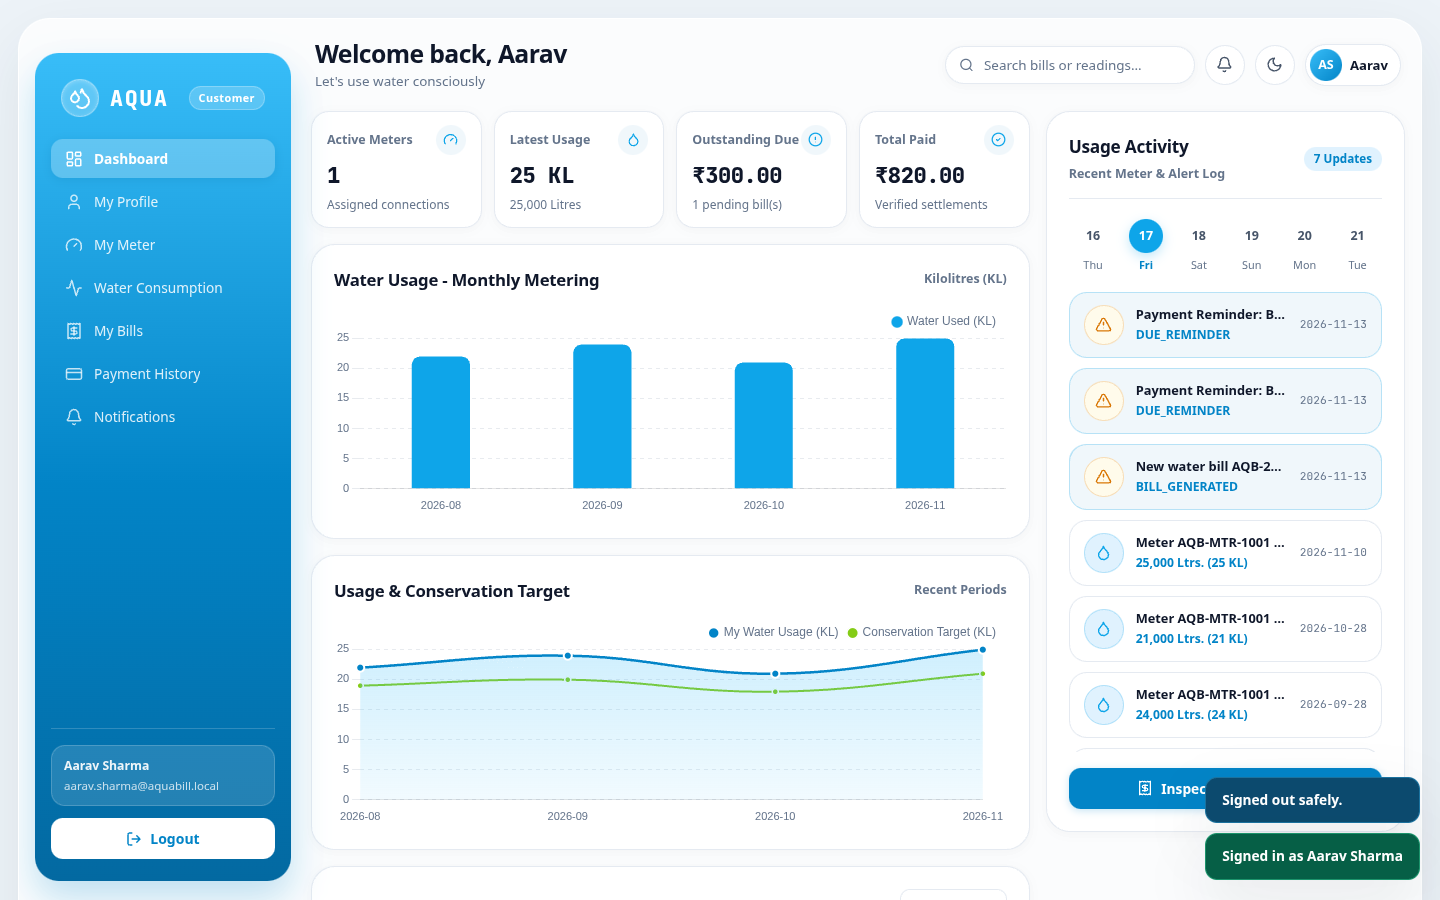 AQUA
Customer
Dashboard
My Profile
My Meter
Water Consumption
My Bills
Payment History
Notifications
Aarav Sharma
aarav.sharma@aquabill.local
Logout
Welcome back, Aarav
Let's use water consciously
Search bills or readings...
AS
Aarav
Active Meters
1
Assigned connections
Latest Usage
25 KL
25,000 Litres
Outstanding Due
₹300.00
1 pending bill(s)
Total Paid
₹820.00
Verified settlements
Water Usage - Monthly Metering
Kilolitres (KL)
Water Used (KL)
25
20
15
10
5
0
2026-08
2026-09
2026-10
2026-11
Usage & Conservation Target
Recent Periods
My Water Usage (KL)
Conservation Target (KL)
25
20
15
10
5
0
2026-08
2026-09
2026-10
2026-11
Usage Activity
Recent Meter & Alert Log
7 Updates
16 17 18 19 20 21
Thu Fri Sat Sun Mon Tue
Payment Reminder: B...
DUE_REMINDER
2026-11-13
Payment Reminder: B...
DUE_REMINDER
2026-11-13
New water bill AQB-2...
BILL_GENERATED
2026-11-13
Meter AQB-MTR-1001 ...
25,000 Ltrs. (25 KL)
2026-11-10
Meter AQB-MTR-1001 ...
21,000 Ltrs. (21 KL)
2026-10-28
Meter AQB-MTR-1001 ...
24,000 Ltrs. (24 KL)
2026-09-28
Signed out safely.
Signed in as Aarav Sharma